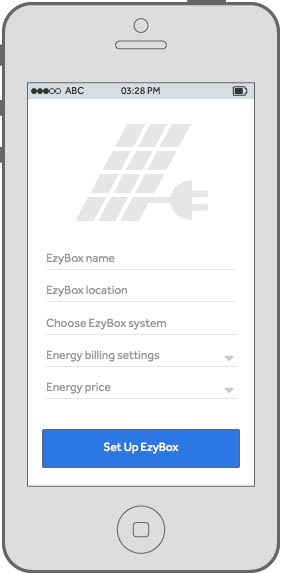 ABC 03:28 PM
EzyBox name
EzyBox location
Choose EzyBox system
Energy billing settings
Energy price
Set Up EzyBox